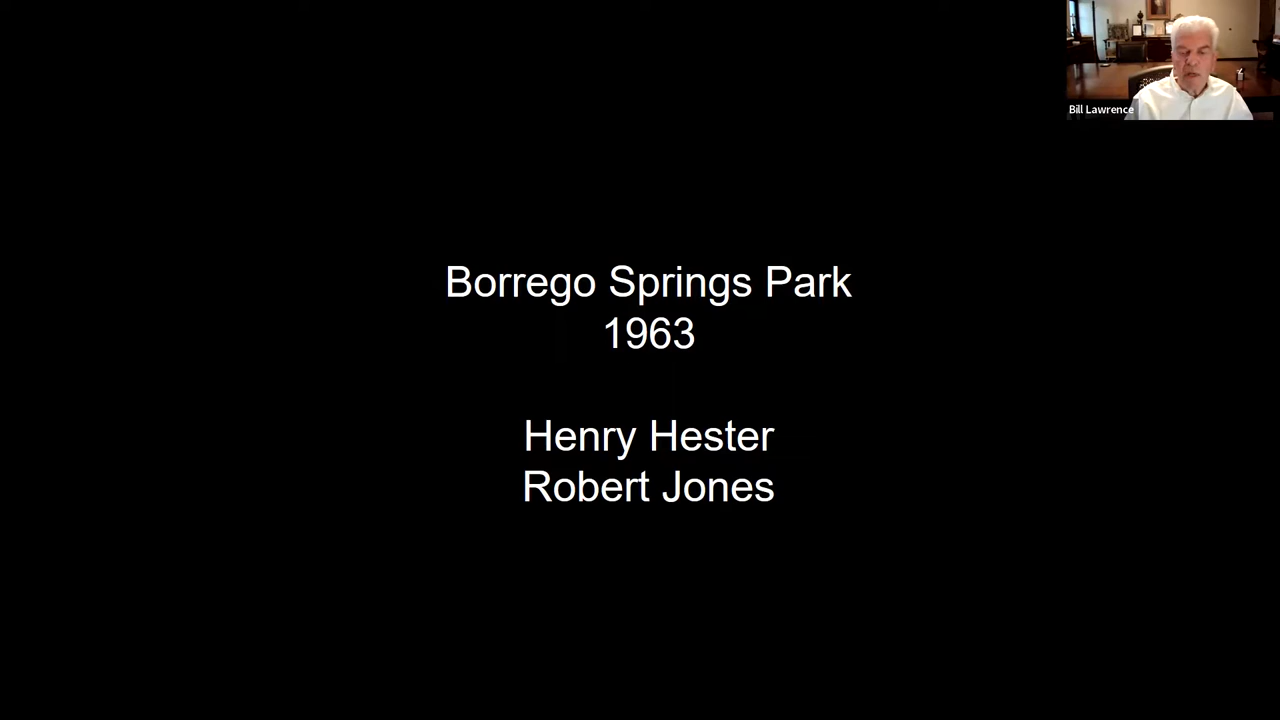 Bill Lawrence
Borrego Springs Park
1963
Henry Hester
Robert Jones